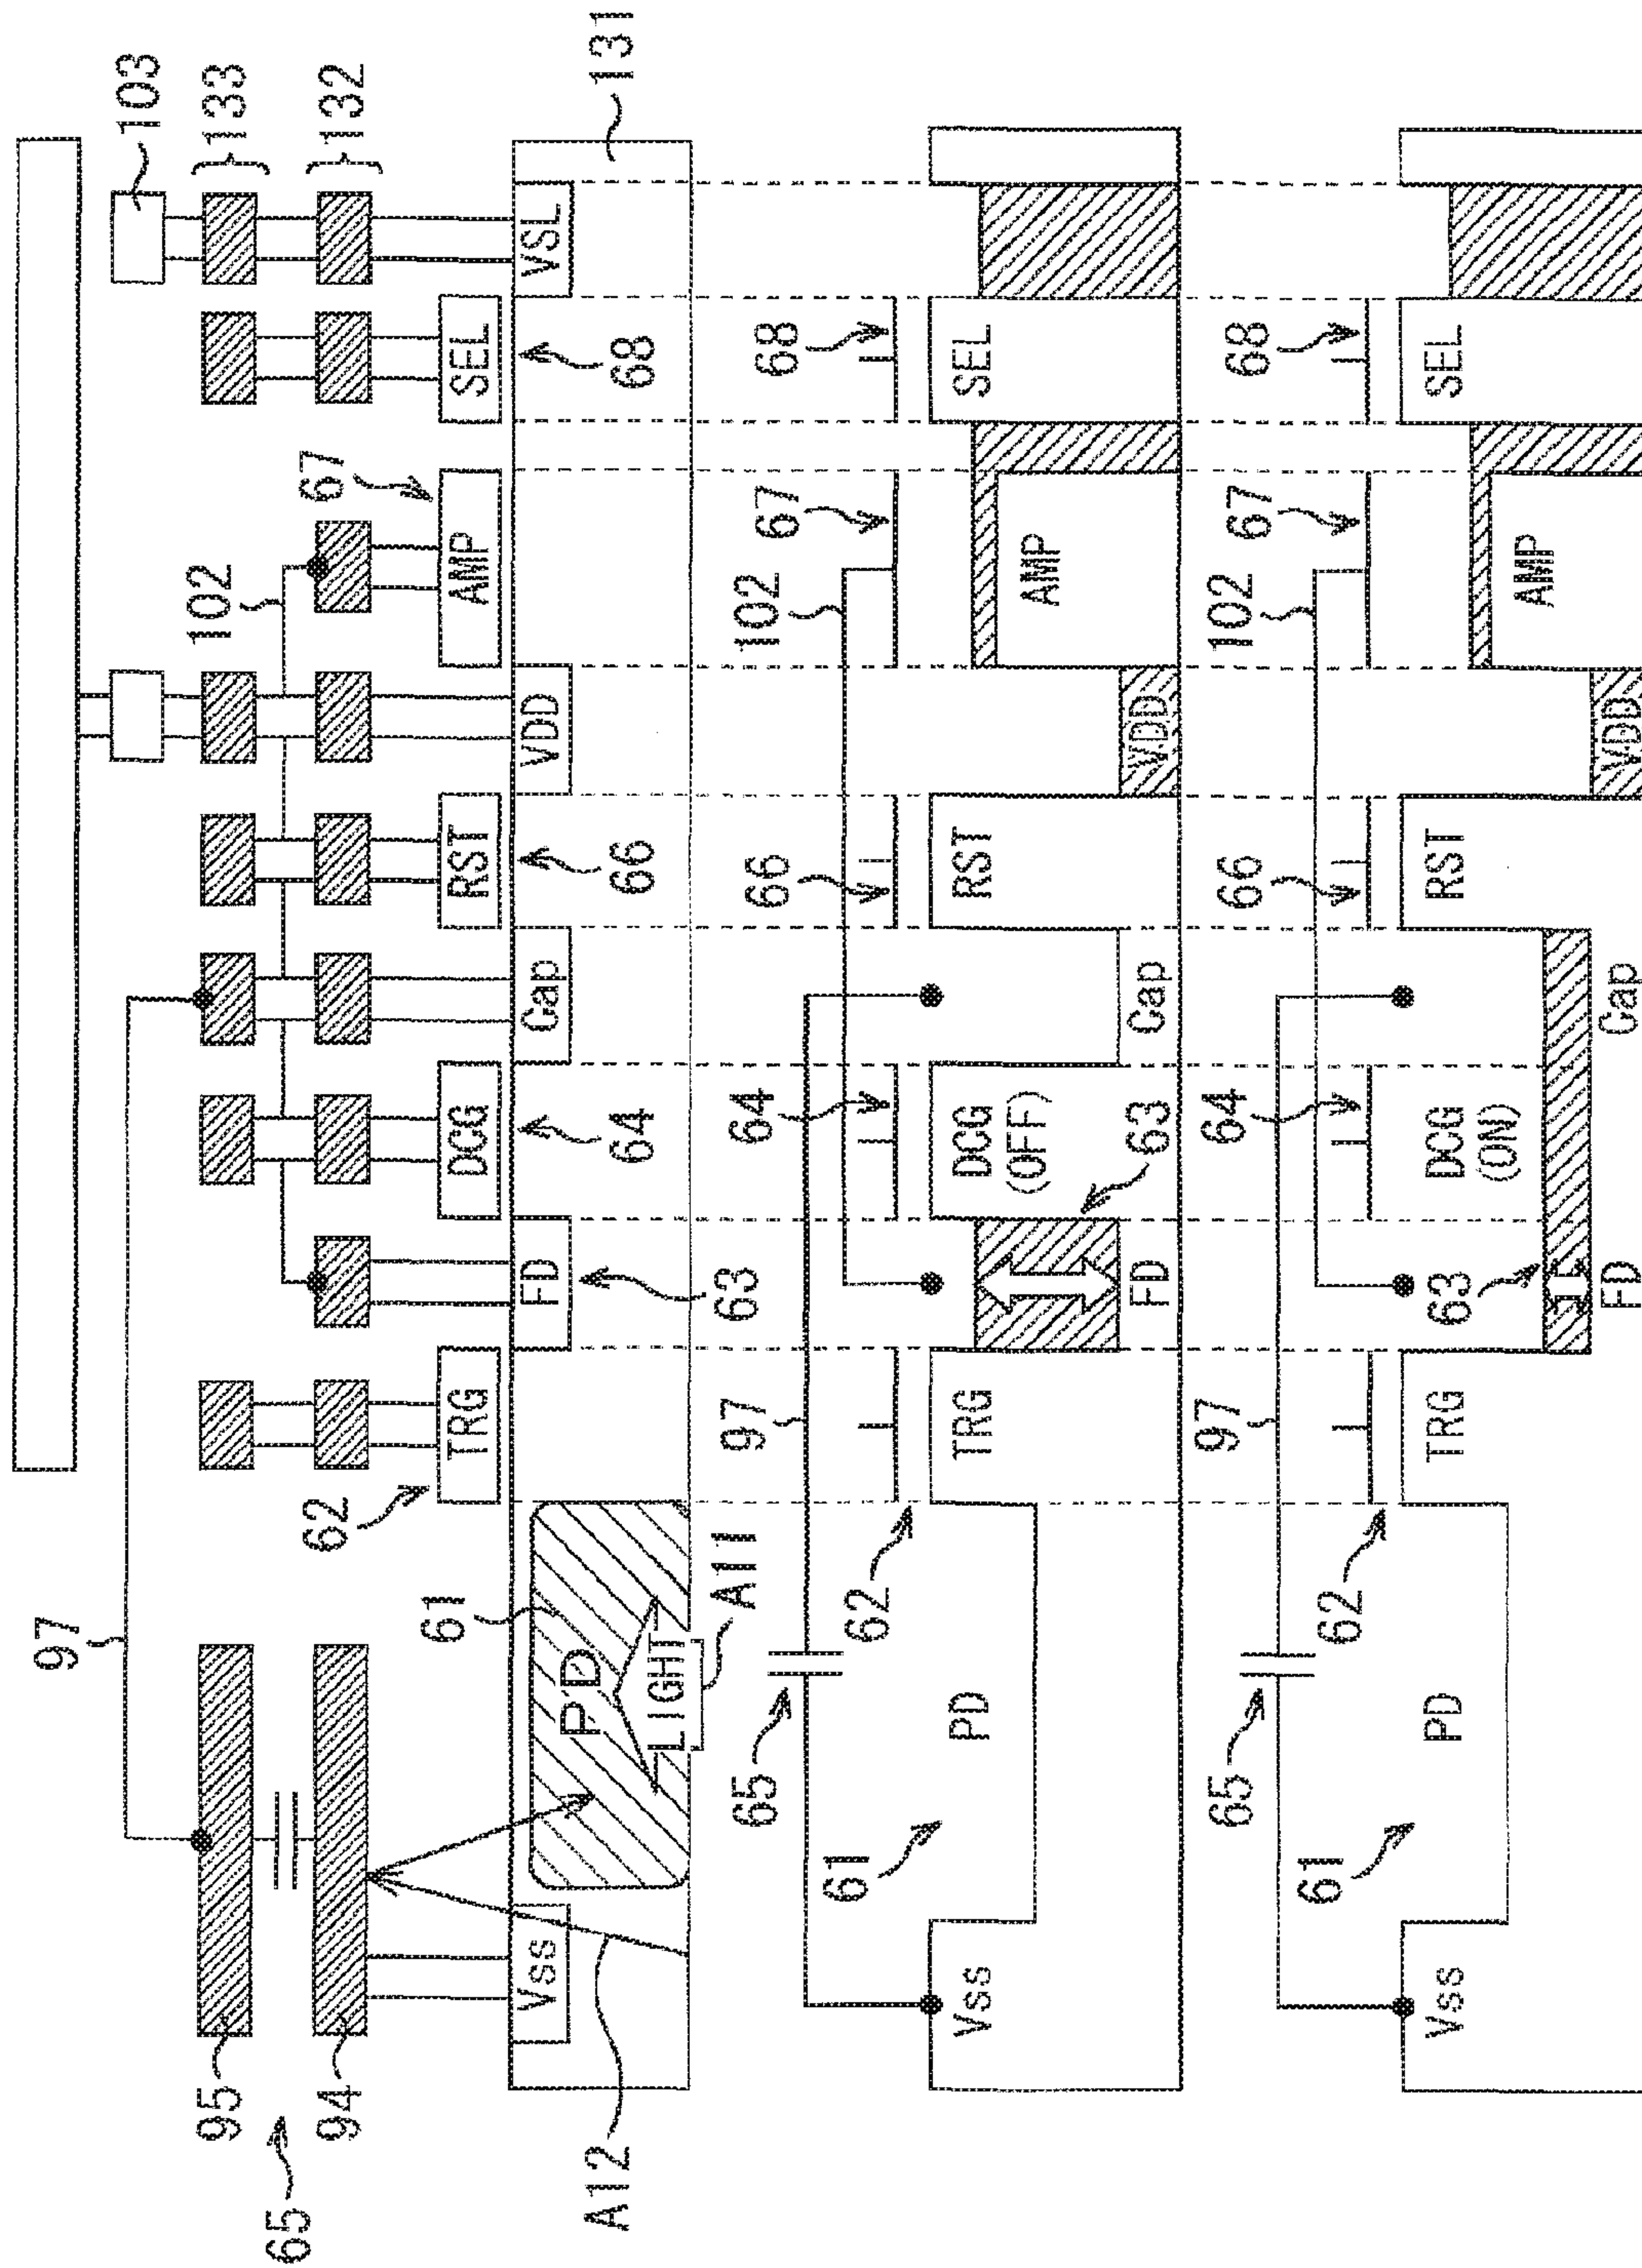 97
103
133
132
131
95
65
94
102
67
62
TRG
DCG
RST
AMP
SEL
61
Vss
PD
LIGHT
A11
A12
FD
Cap
VDD
VSL
63
64
66
68
65
97
102
64
66
67
68
61
62
Vss
PD
TRG
DCG
(OFF)
RST
AMP
SEL
63
FD
Cap
VDD
65
97
102
64
66
67
68
61
62
Vss
PD
TRG
DCG
(ON)
RST
AMP
SEL
63
FD
Cap
VDD